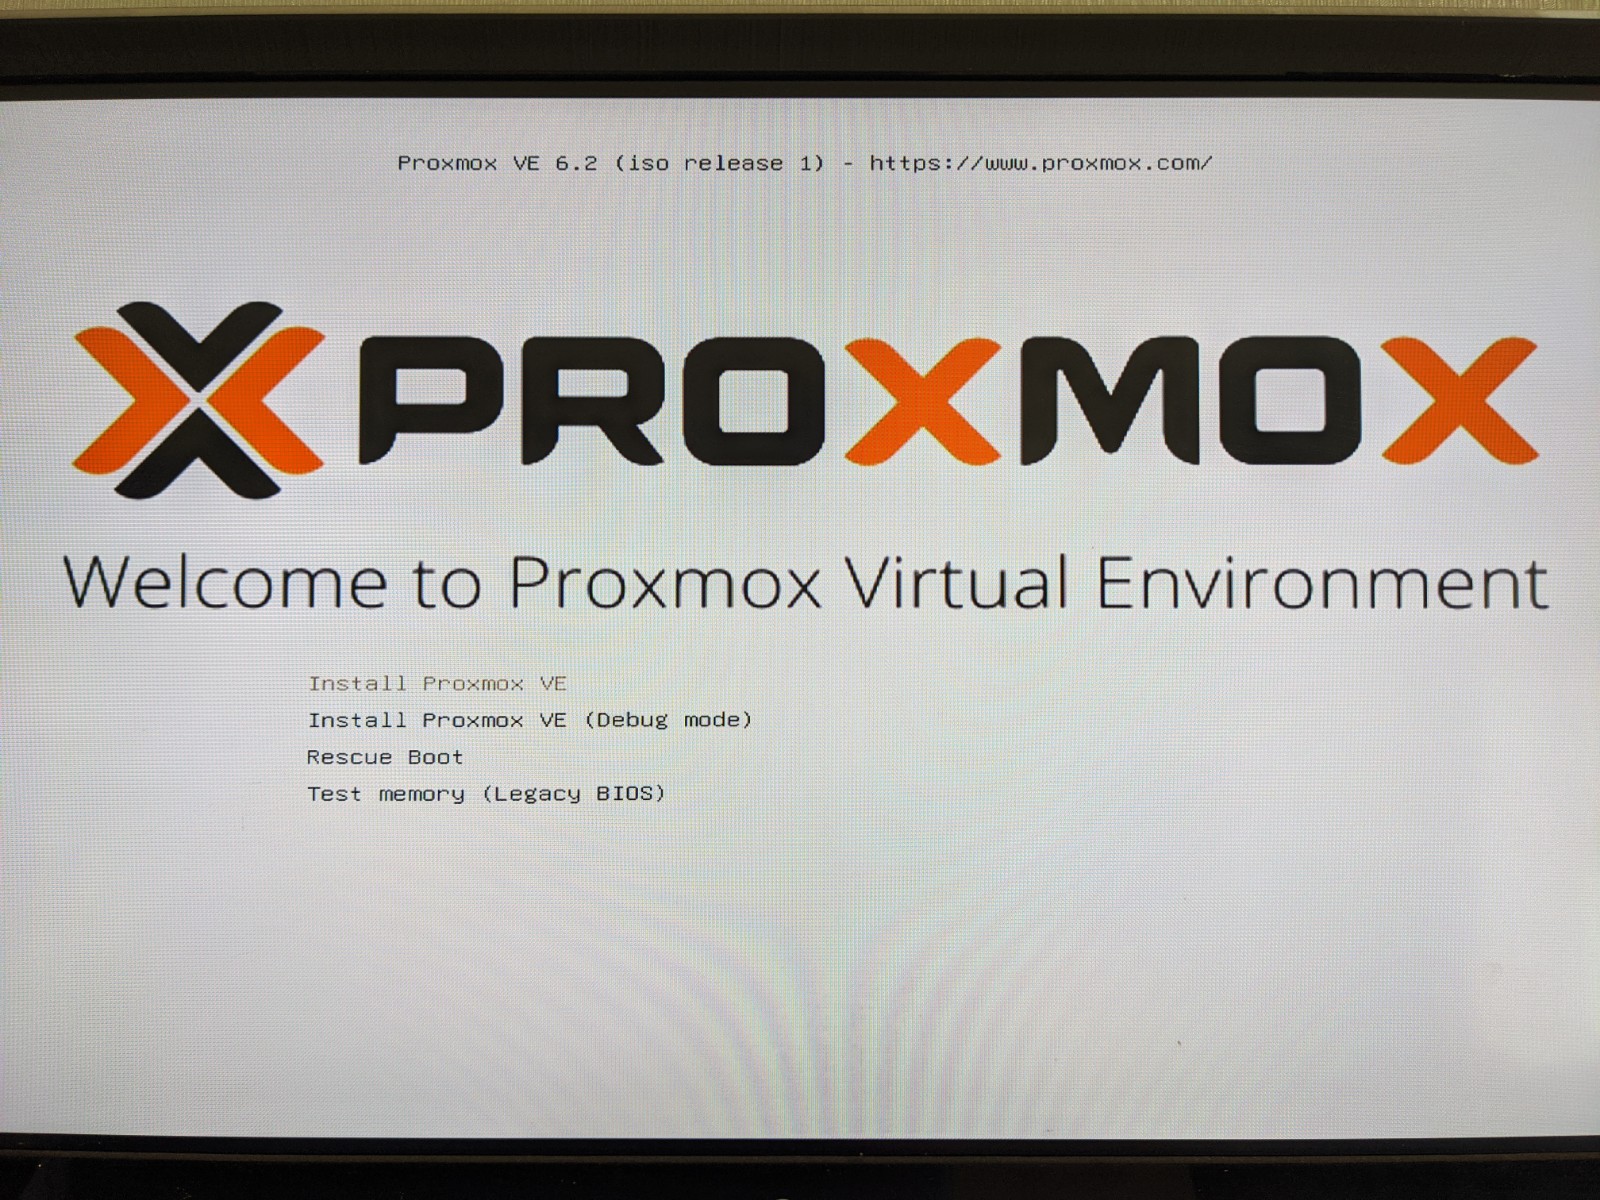 Proxmox VE 6.2 (iso release 1) - https://www.proxmox.com/
PROXMOX
Welcome to Proxmox Virtual Environment
Install Proxmox VE
Install Proxmox VE (Debug mode)
Rescue Boot
Test memory (Legacy BIOS)